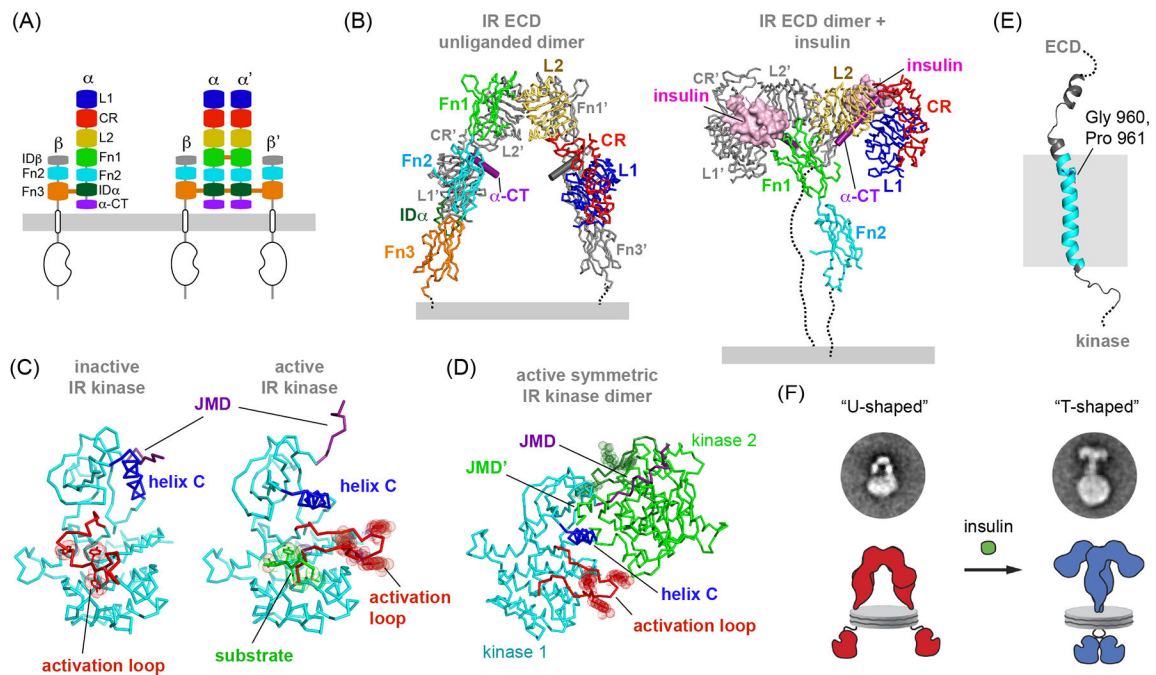 (A)
α
α
α'
L1
CR
L2
Fn1
Fn2
IDα
α-CT
β
IDβ
Fn2
Fn3
β
β'
(B)
IR ECD
unliganded dimer
L2
Fn1
Fn1'
CR'
L2'
CR
Fn2
L1'
α-CT
L1
IDα
Fn3
Fn3'
IR ECD dimer +
insulin
CR'
L2'
L2
insulin
insulin
CR
L1'
Fn1
α-CT
L1
Fn2
(E)
ECD
Gly 960,
Pro 961
kinase
(C)
inactive
IR kinase
active
IR kinase
JMD
helix C
helix C
activation loop
substrate
activation
loop
(D)
active symmetric
IR kinase dimer
JMD
kinase 2
JMD'
helix C
activation loop
kinase 1
(F)
“U-shaped”
“T-shaped”
insulin